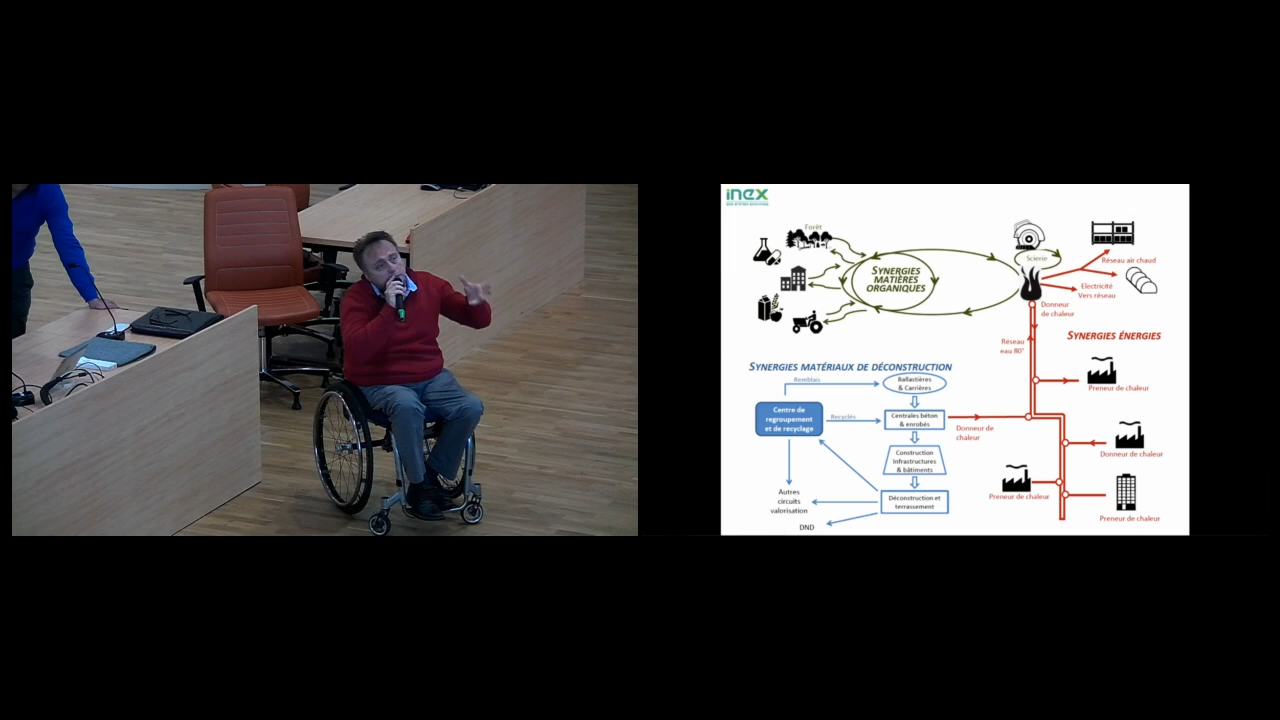 inex
Forêt
SYNERGIES
MATIÈRES
ORGANIQUES
Scierie
Réseau air chaud
Electricité
Vers réseau
Donneur
de chaleur
SYNERGIES ÉNERGIES
Réseau
eau 80°
Preneur de chaleur
SYNERGIES MATÉRIAUX DE DÉCONSTRUCTION
Remblais
Ballastières
& Carrières
Centre de
regroupement
et de recyclage
Recyclés
Centrales béton
& enrobés
Donneur de
chaleur
Donneur de chaleur
Construction
Infrastructures
& bâtiments
Preneur de chaleur
Autres
circuits
valorisation
Déconstruction et
terrassement
Preneur de chaleur
DND